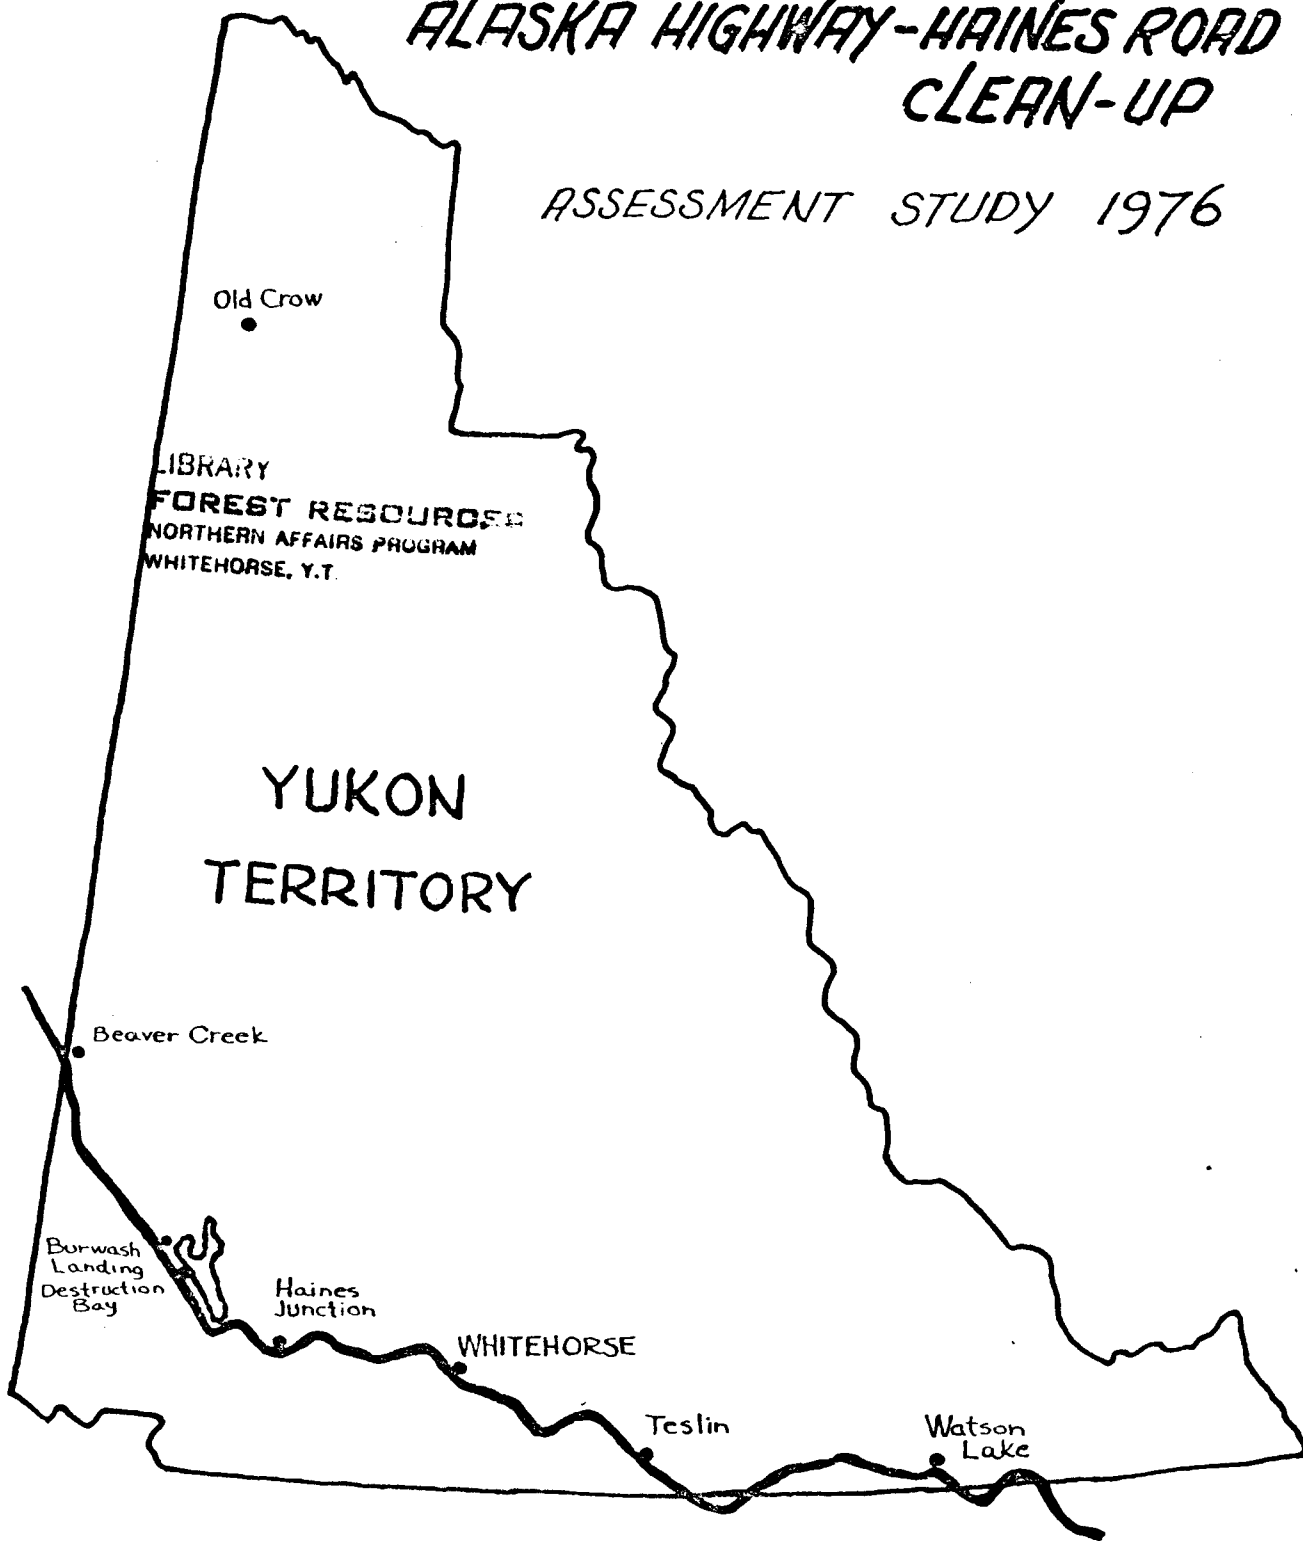 ALASKA HIGHWAY-HAINES ROAD
CLEAN-UP
ASSESSMENT STUDY 1976
Old Crow
LIBRARY
FOREST RESOURCES
NORTHERN AFFAIRS PROGRAM
WHITEHORSE, Y.T.
YUKON
TERRITORY
Beaver Creek
Burwash
Landing
Destruction
Bay
Haines
Junction
WHITEHORSE
Teslin
Watson
Lake